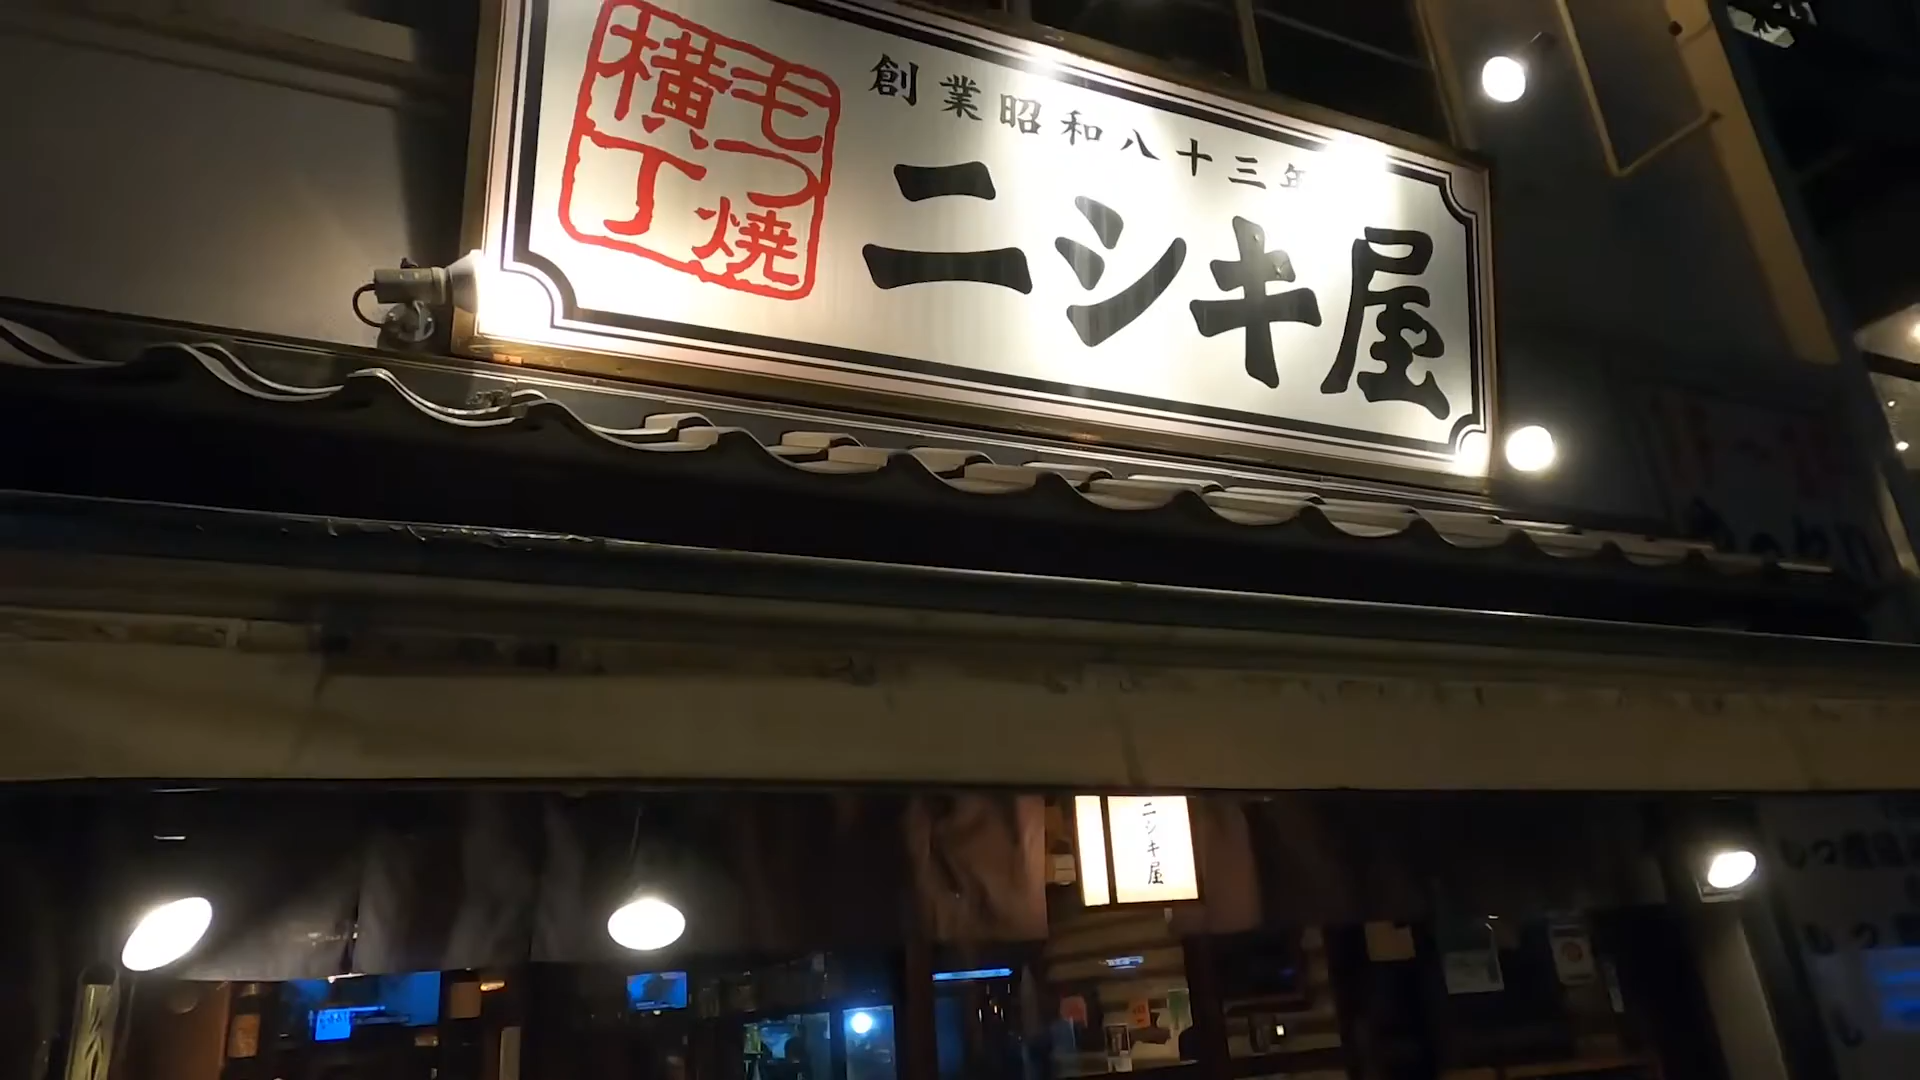 創業昭和八十三年
もつ焼
横丁
ニシキ屋
ニシキ屋